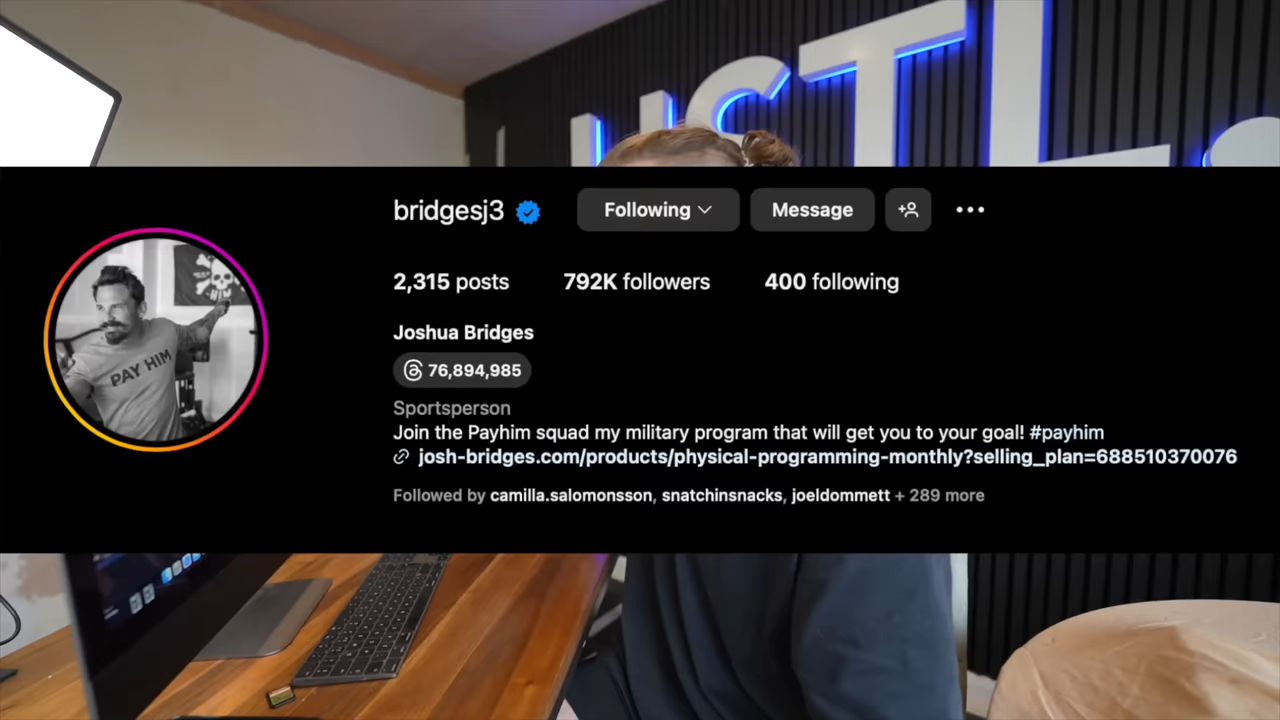 bridgesj3
Following
Message
2,315 posts
792K followers
400 following
Joshua Bridges
76,894,985
Sportsperson
Join the Payhim squad my military program that will get you to your goal! #payhim
josh-bridges.com/products/physical-programming-monthly?selling_plan=688510370076
Followed by camilla.salomonsson, snatchinsnacks, joeldommett + 289 more
PAY HIM